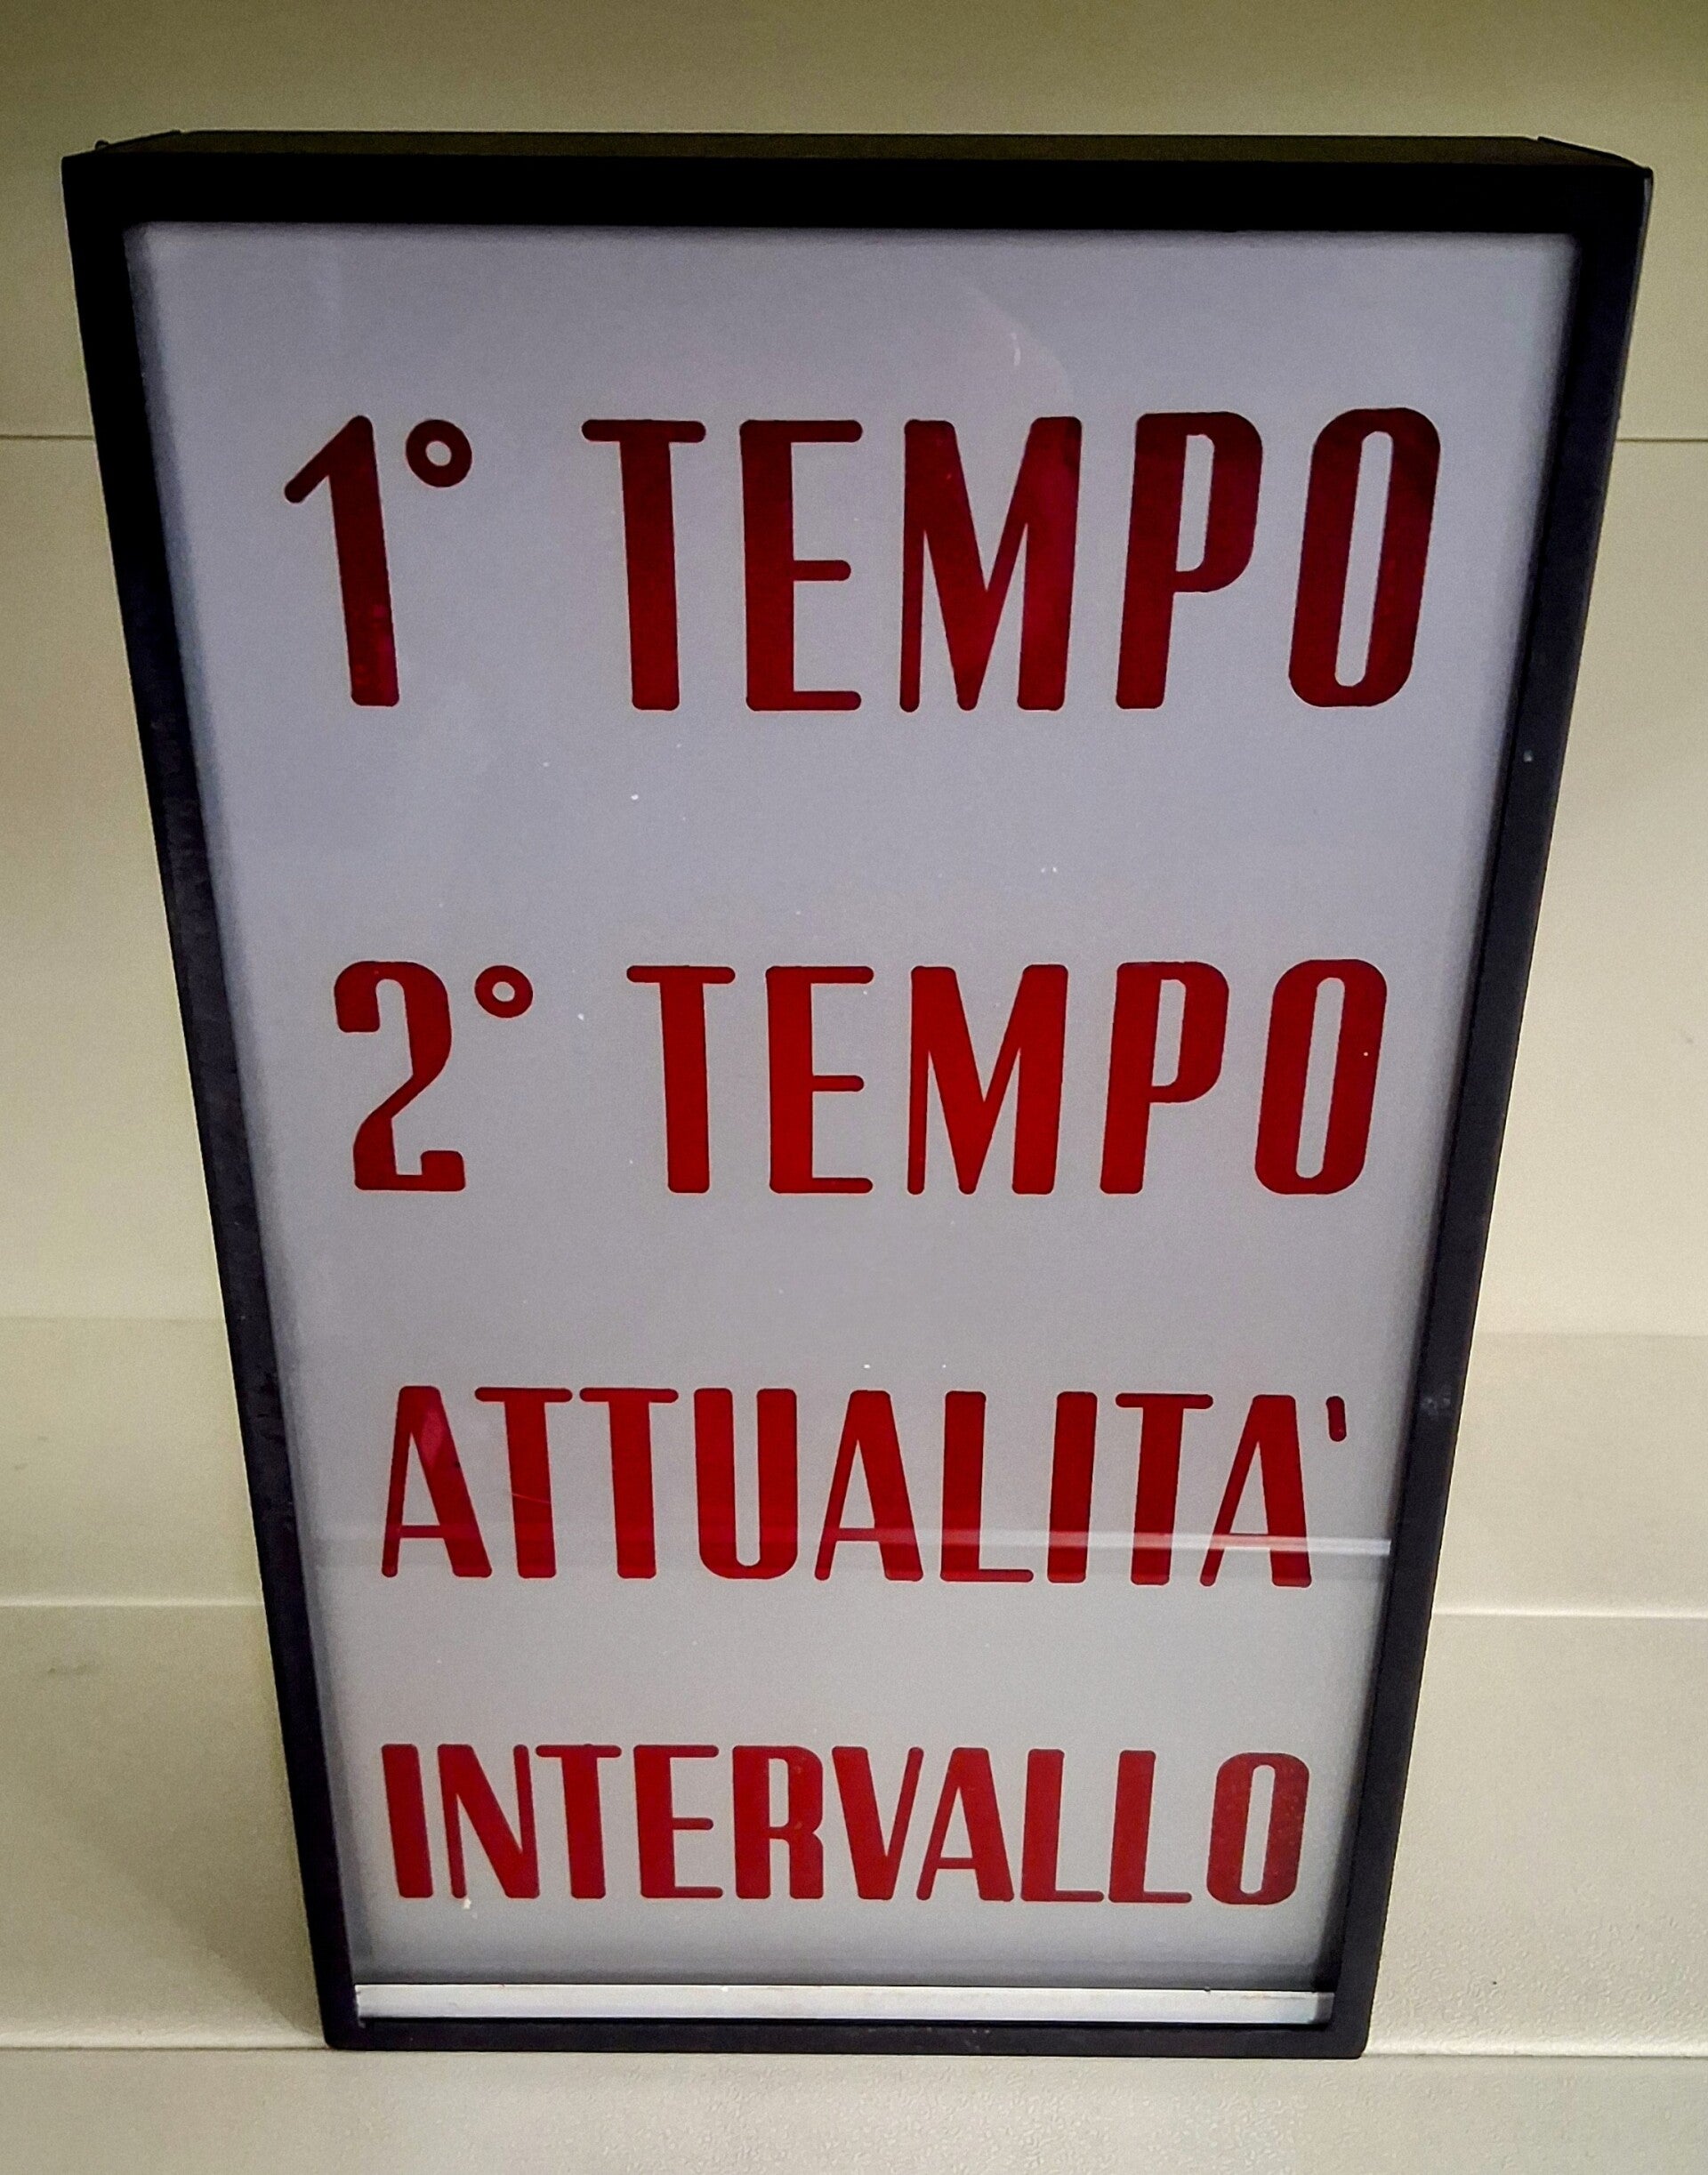 1° TEMPO
2° TEMPO
ATTUALITA'
INTERVALLO